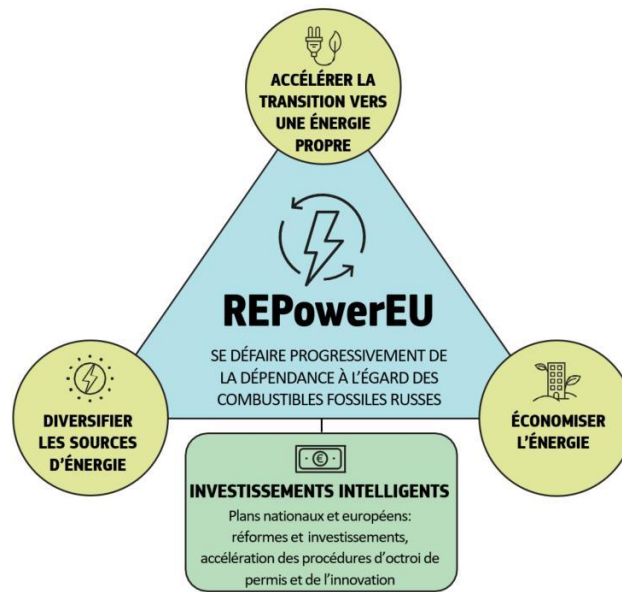 ACCÉLÉRER LA
TRANSITION VERS
UNE ÉNERGIE
PROPRE
REPowerEU
SE DÉFAIRE PROGRESSIVEMENT DE
LA DÉPENDANCE À L'ÉGARD DES
COMBUSTIBLES FOSSILES RUSSES
DIVERSIFIER
LES SOURCES
D'ÉNERGIE
ÉCONOMISER
L'ÉNERGIE
€
INVESTISSEMENTS INTELLIGENTS
Plans nationaux et européens:
réformes et investissements,
accélération des procédures d'octroi de
permis et de l'innovation